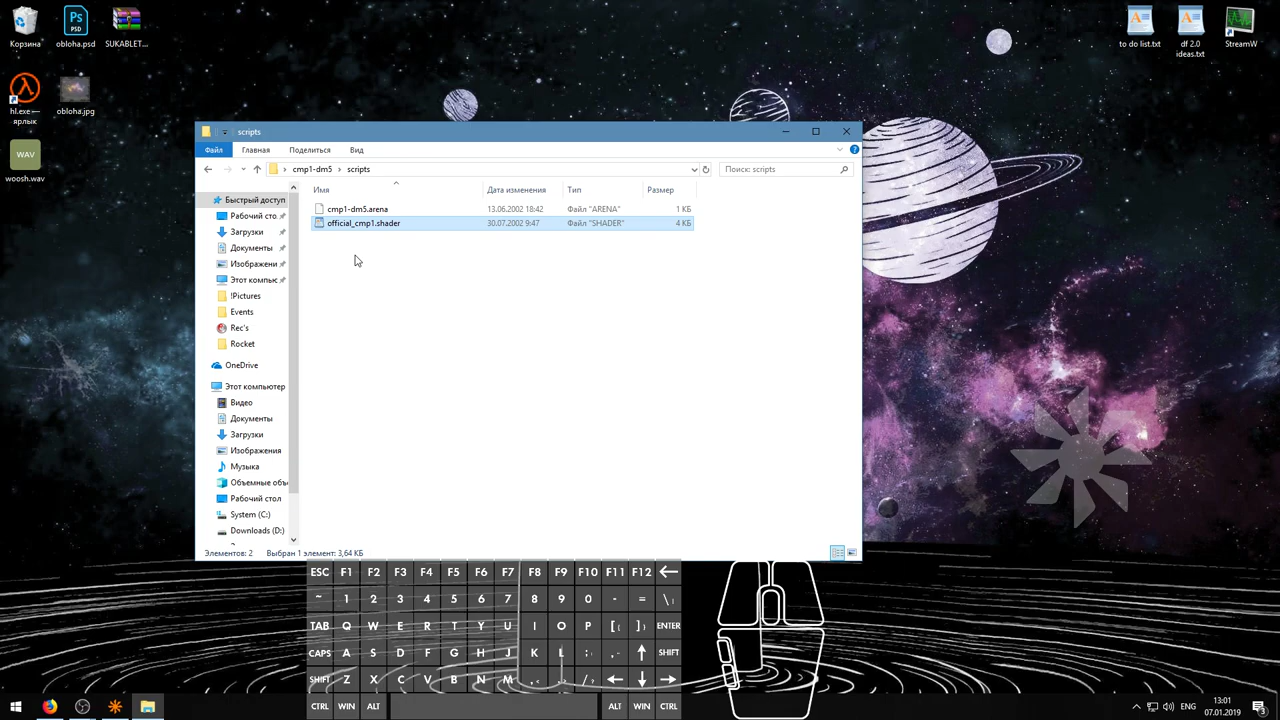 Корзина
obloha.psd
SUKABLET...
hl.exe —
ярлык
obloha.jpg
WAV
woosh.wav
to do list.txt
df 2.0
ideas.txt
StreamW
scripts
Файл
Главная
Поделиться
Вид
cmp1-dm5 › scripts
Поиск: scripts
Имя
Дата изменения
Тип
Размер
cmp1-dm5.arena 13.06.2002 18:42 Файл "ARENA" 1 КБ
official_cmp1.shader 30.07.2002 9:47 Файл "SHADER" 4 КБ
Быстрый доступ
Рабочий сто
Загрузки
Документы
Изображени
Этот компьк
!Pictures
Events
Rec's
Rocket
OneDrive
Этот компьютер
Видео
Документы
Загрузки
Изображения
Музыка
Объемные объ
Рабочий стол
System (C:)
Downloads (D:)
Элементов: 2 Выбран 1 элемент: 3,64 КБ
Ps
PSD
ESC F1 F2 F3 F4 F5 F6 F7 F8 F9 F10 F11 F12
~ 1 2 3 4 5 6 7 8 9 0 - = \|
TAB Q W E R T Y U I O P [{ ]} ENTER
CAPS A S D F G H J K L ; SHIFT
SHIFT Z X C V B N M
CTRL WIN ALT ALT WIN CTRL
ENG
13:01
07.01.2019
3